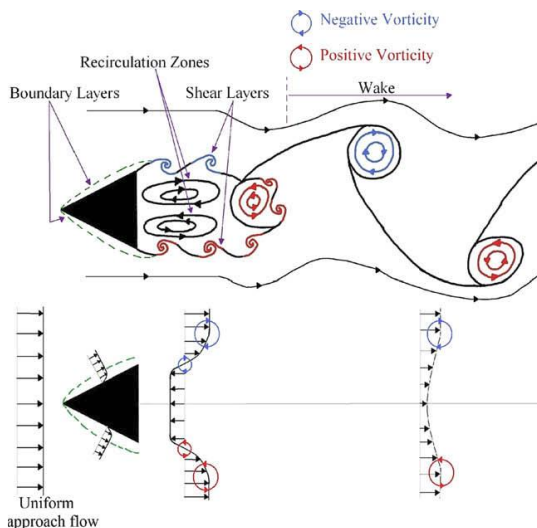 Negative Vorticity
Positive Vorticity
Recirculation Zones
Boundary Layers
Shear Layers
Wake
Uniform
approach flow